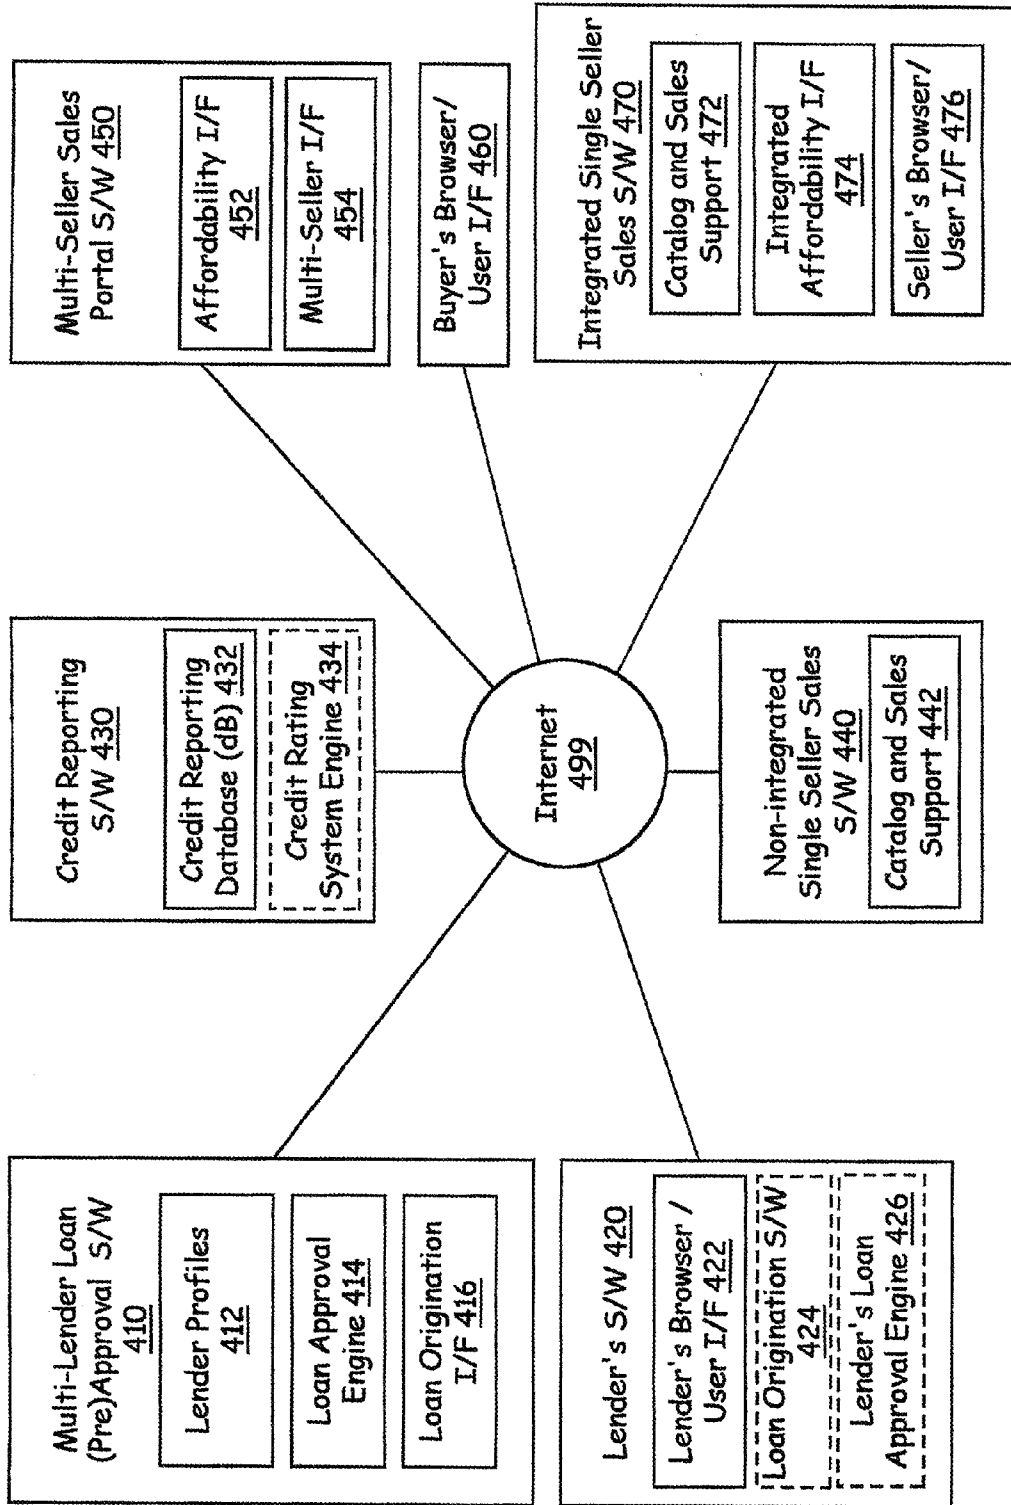 Multi-Lender Loan
(Pre)Approval S/W
410
Lender Profiles
412
Loan Approval
Engine 414
Loan Origination
I/F 416
Credit Reporting
S/W 430
Credit Reporting
Database (dB) 432
Credit Rating
System Engine 434
Multi-Seller Sales
Portal S/W 450
Affordability I/F
452
Multi-Seller I/F
454
Buyer's Browser/
User I/F 460
Internet
499
Lender's S/W 420
Lender's Browser /
User I/F 422
Loan Origination S/W
424
Lender's Loan
Approval Engine 426
Non-integrated
Single Seller Sales
S/W 440
Catalog and Sales
Support 442
Integrated Single Seller
Sales S/W 470
Catalog and Sales
Support 472
Integrated
Affordability I/F
474
Seller's Browser/
User I/F 476